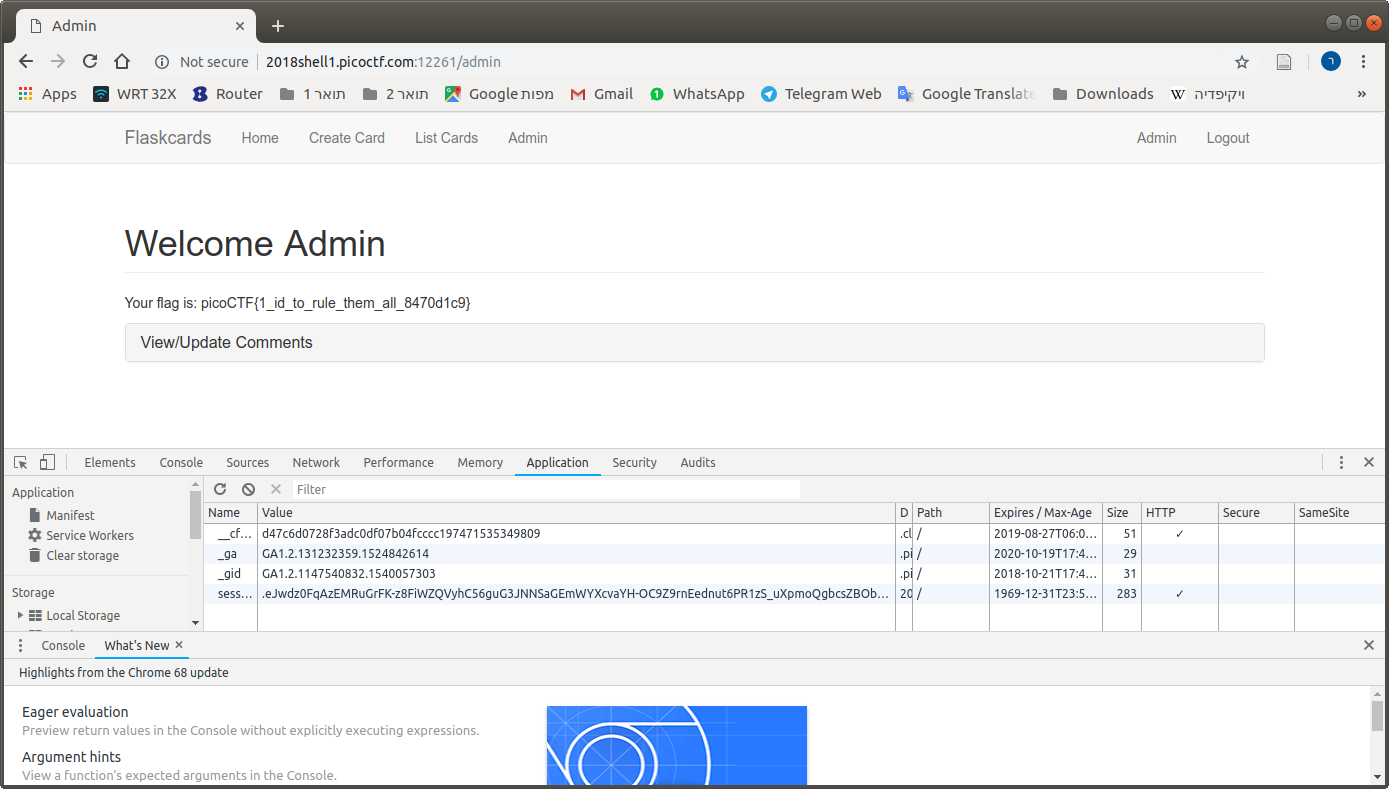 Admin
Not secure 2018shell1.picoctf.com:12261/admin
Apps WRT 32X Router תואר 1 תואר 2 Google מפות Gmail WhatsApp Telegram Web Google Translate Downloads ויקיפדיה »
Flaskcards Home Create Card List Cards Admin Admin Logout
Welcome Admin
Your flag is: picoCTF{1_id_to_rule_them_all_8470d1c9}
View/Update Comments
Elements Console Sources Network Performance Memory Application Security Audits
Application
Manifest
Service Workers
Clear storage
Storage
Local Storage
Filter
Name Value D Path Expires / Max-Age Size HTTP Secure SameSite
__cf… d47c6d0728f3adc0df07b04fcccc197471535349809 .cl / 2019-08-27T06:0… 51 ✓
_ga GA1.2.131232359.1524842614 .pi / 2020-10-19T17:4… 29
_gid GA1.2.1147540832.1540057303 .pi / 2018-10-21T17:4… 31
sess… .eJwdz0FqAzEMRuGrFK-z8FiWZQVyhC56guG3JNNSaGEmWYXcvaYH-OC9Z9rnEednut6PR1zS_uXpmoQgbcsZBOb… 20 / 1969-12-31T23:5… 283 ✓
Console What's New
Highlights from the Chrome 68 update
Eager evaluation
Preview return values in the Console without explicitly executing expressions.
Argument hints
View a function's expected arguments in the Console.